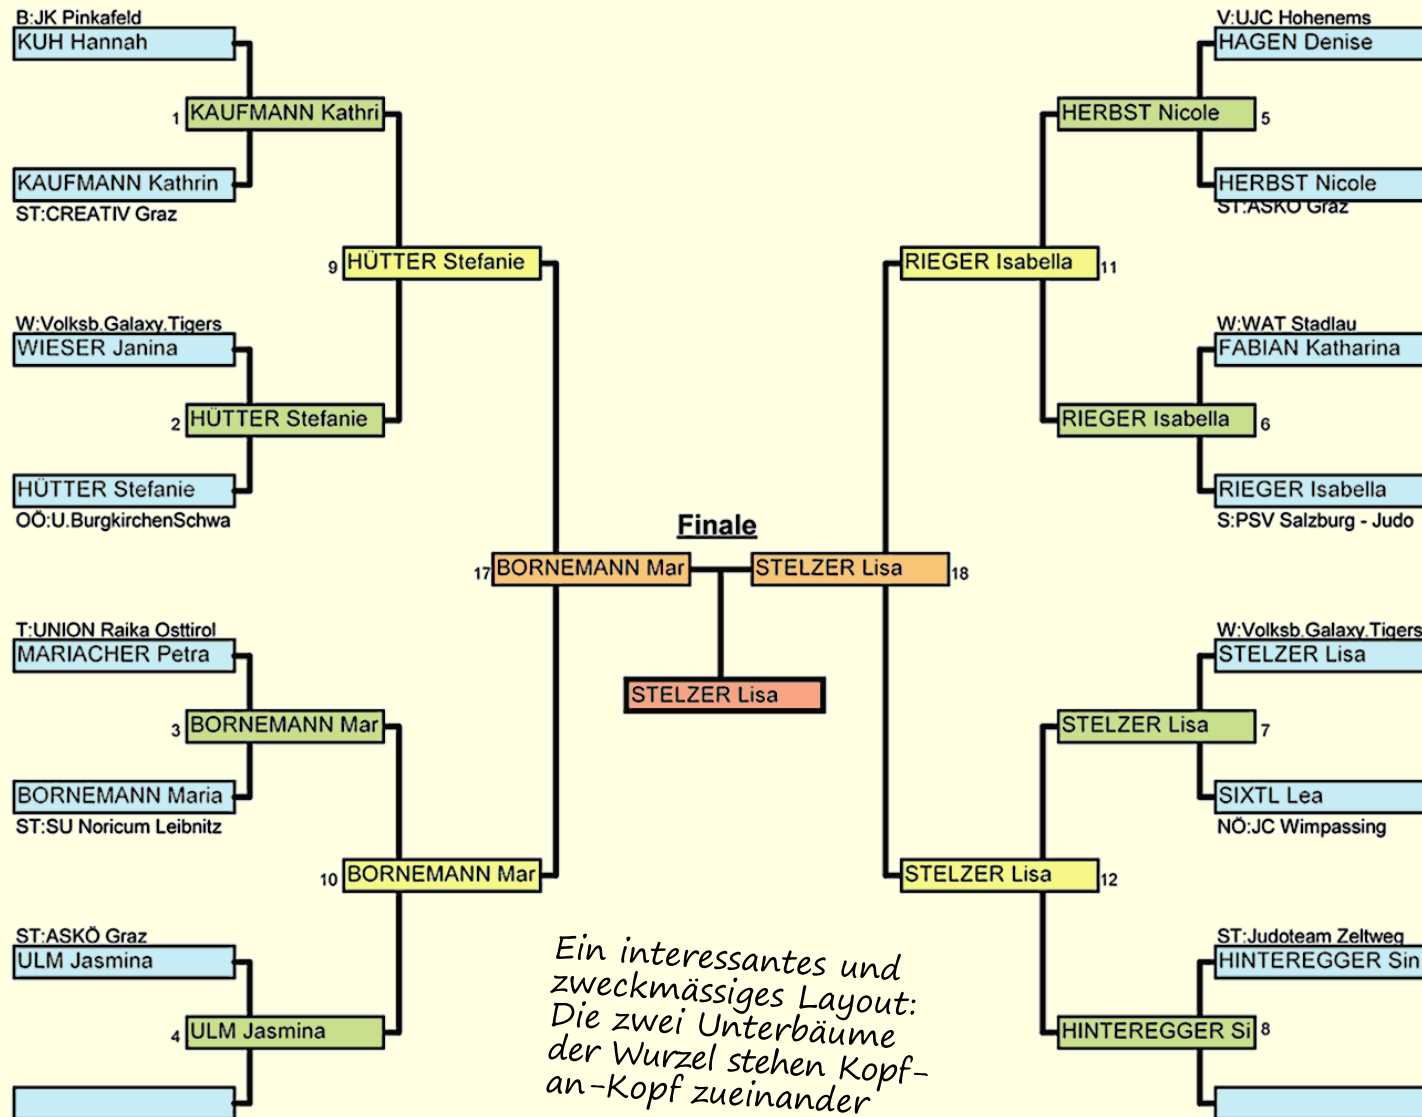 B:JK Pinkafeld
KUH Hannah
1 KAUFMANN Kathri
KAUFMANN Kathrin
ST:CREATIV Graz
9 HÜTTER Stefanie
W:Volksb.Galaxy.Tigers
WIESER Janina
2 HÜTTER Stefanie
HÜTTER Stefanie
OÖ:U.BurgkirchenSchwa
17 BORNEMANN Mar
T:UNION Raika Osttirol
MARIACHER Petra
3 BORNEMANN Mar
BORNEMANN Maria
ST:SU Noricum Leibnitz
10 BORNEMANN Mar
ST:ASKÖ Graz
ULM Jasmina
4 ULM Jasmina
Finale
STELZER Lisa
V:UJC Hohenems
HAGEN Denise
HERBST Nicole 5
HERBST Nicole
ST:ASKÖ Graz
RIEGER Isabella 11
W:WAT Stadlau
FABIAN Katharina
RIEGER Isabella 6
RIEGER Isabella
S:PSV Salzburg - Judo
STELZER Lisa 18
W:Volksb.Galaxy.Tigers
STELZER Lisa
STELZER Lisa 7
SIXTL Lea
NÖ:JC Wimpassing
STELZER Lisa 12
ST:Judoteam Zeltweg
HINTEREGGER Sin
HINTEREGGER Si 8
Ein interessantes und
zweckmässiges Layout:
Die zwei Unterbäume
der Wurzel stehen Kopf-
an-Kopf zueinander